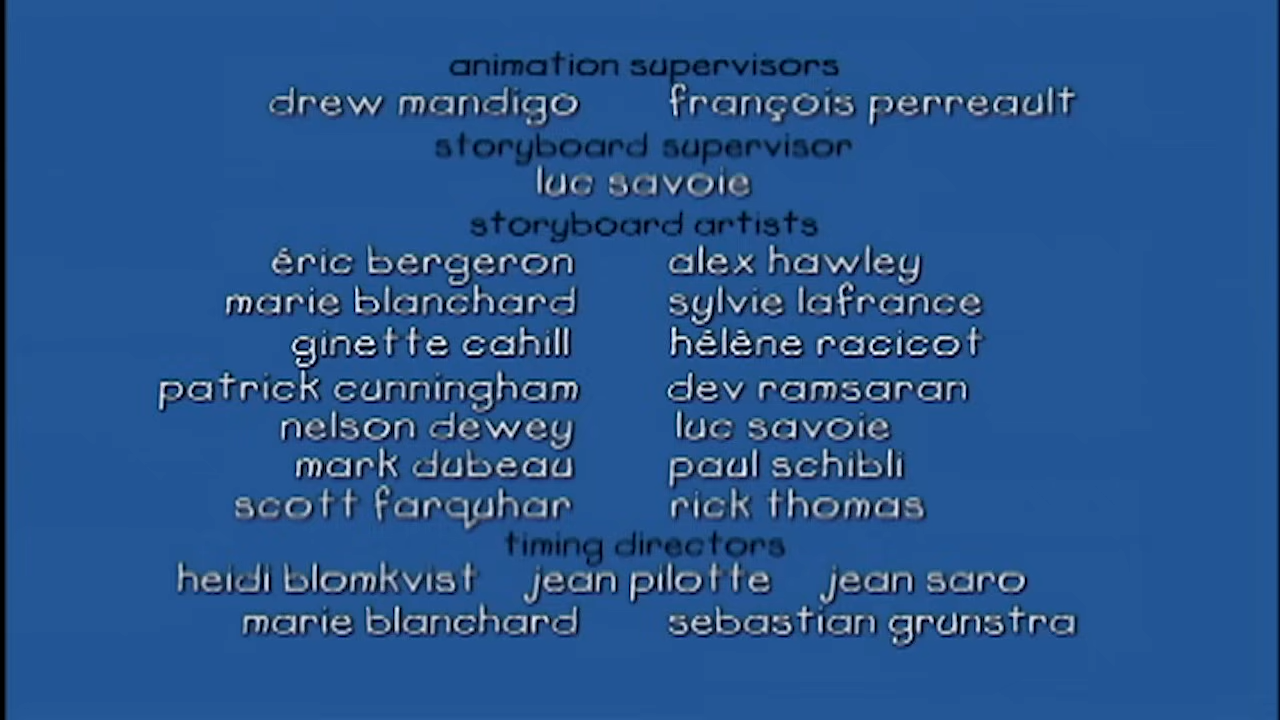 animation supervisors
drew mandigo françois perreault
storyboard supervisor
luc savoie
storyboard artists
éric bergeron alex hawley
marie blanchard sylvie lafrance
ginette cahill hélène racicot
patrick cunningham dev ramsaran
nelson dewey luc savoie
mark dubeau paul schibli
scott farquhar rick thomas
timing directors
heidi blomkvist jean pilotte jean saro
marie blanchard sebastian grunstra